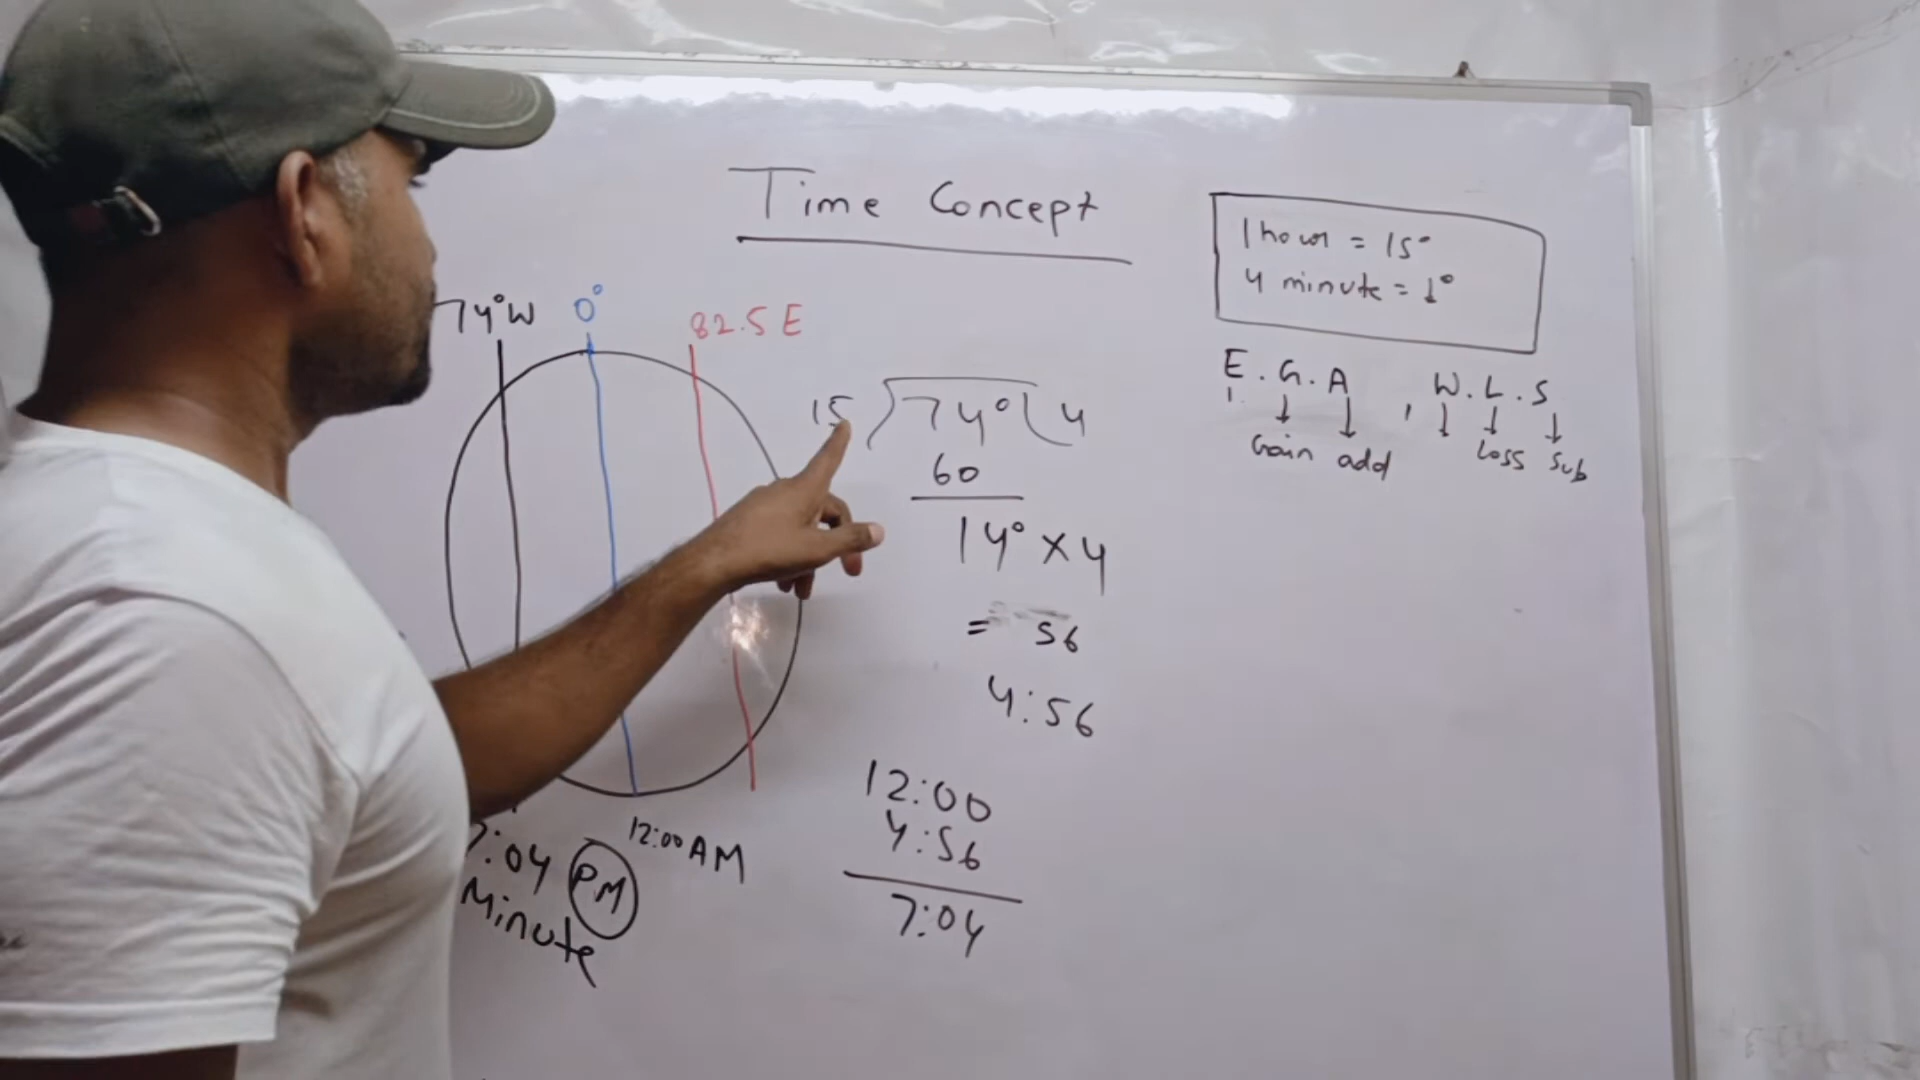 Time Concept
1 hour = 15°
4 minute = 1°
74°W
0°
82.5 E
E . G . A , W . L . S
Gain add Loss Sub
15 ) 74° ( 4
60
14° × 4
= 56
4:56
12:00
4:56
7:04
12:00 AM
:04 PM
Minute